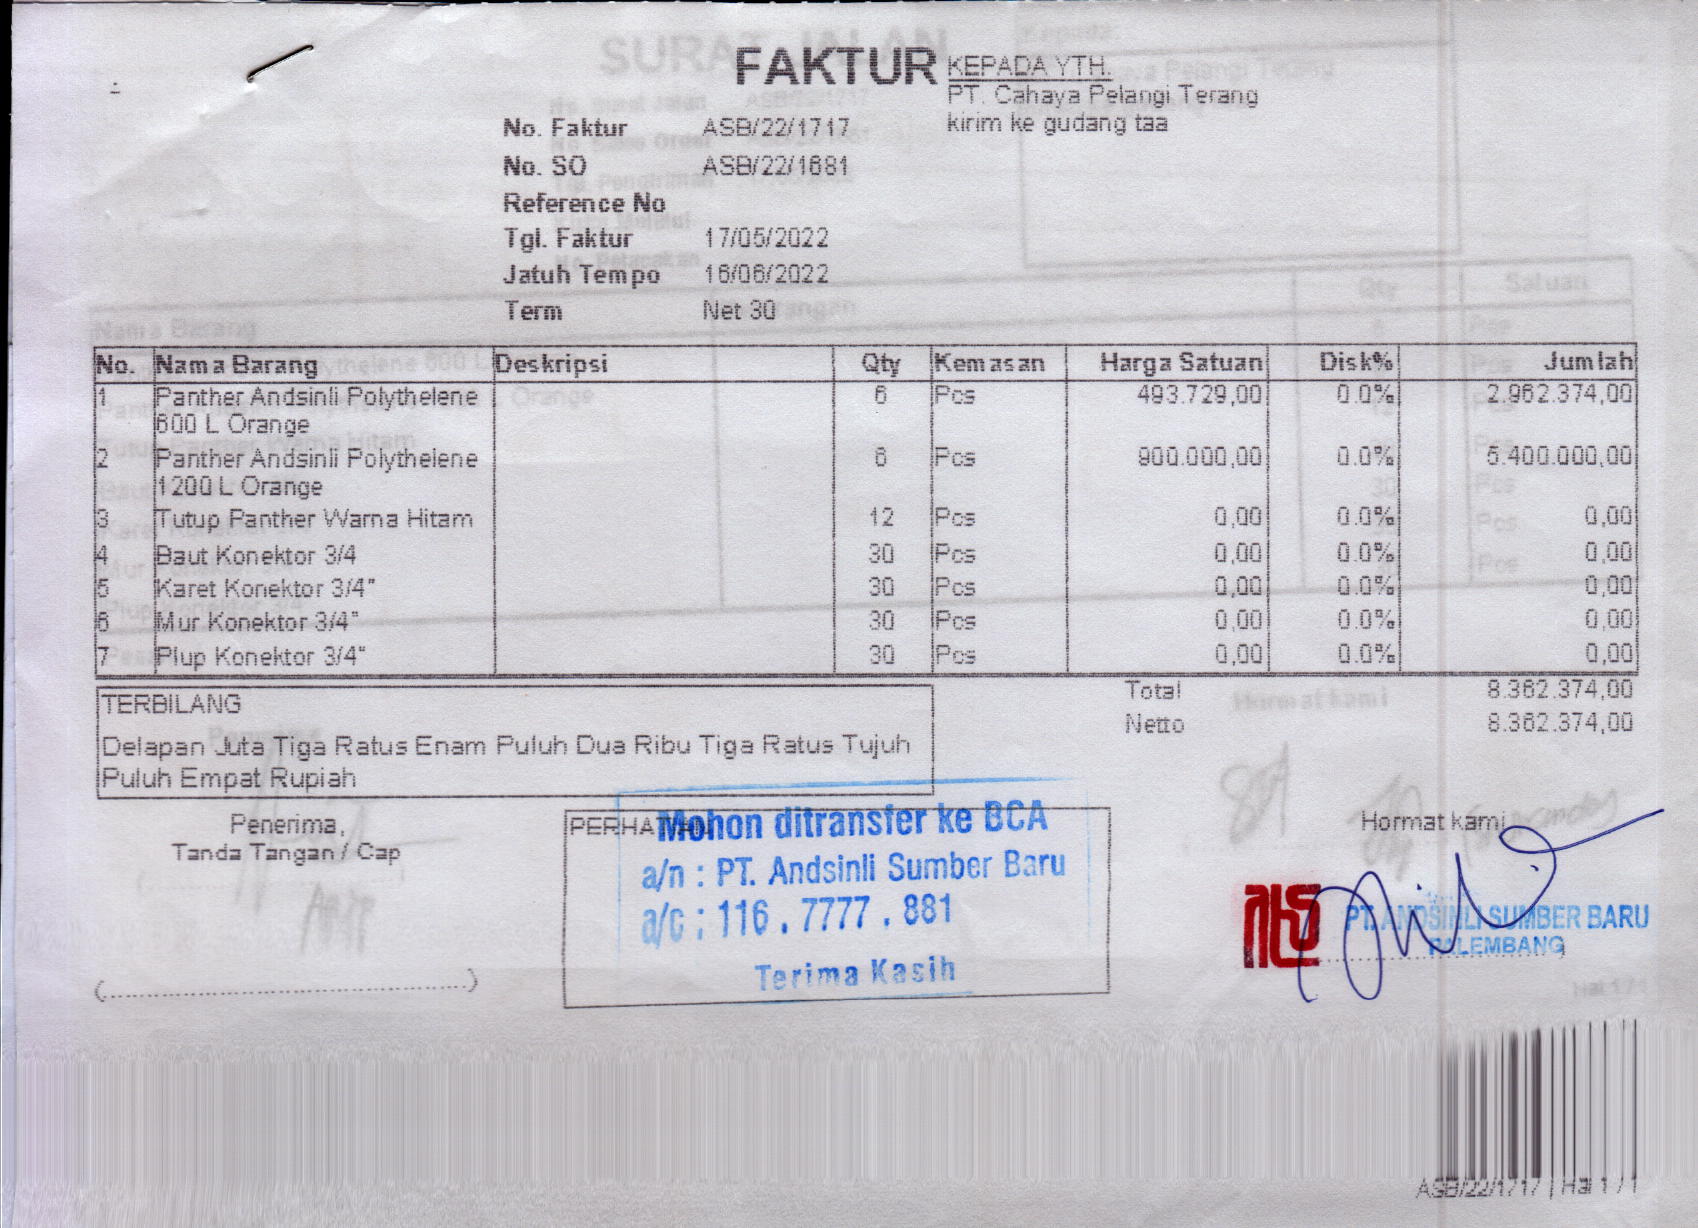 FAKTUR
KEPADA YTH.
PT. Cahaya Pelangi Terang
kirim ke gudang taa
No. Faktur ASB/22/1717
No. SO ASB/22/1681
Reference No
Tgl. Faktur 17/05/2022
Jatuh Tempo 16/06/2022
Term Net 30
No. Nama Barang Deskripsi Qty Kemasan Harga Satuan Disk% Jumlah
1 Panther Andsinli Polythelene 6 Pcs 493.729,00 0.0% 2.962.374,00
600 L Orange
2 Panther Andsinli Polythelene 6 Pcs 900.000,00 0.0% 5.400.000,00
1200 L Orange
3 Tutup Panther Warna Hitam 12 Pcs 0,00 0.0% 0,00
4 Baut Konektor 3/4 30 Pcs 0,00 0.0% 0,00
5 Karet Konektor 3/4" 30 Pcs 0,00 0.0% 0,00
6 Mur Konektor 3/4" 30 Pcs 0,00 0.0% 0,00
7 Plup Konektor 3/4" 30 Pcs 0,00 0.0% 0,00
Total 8.362.374,00
Netto 8.362.374,00
TERBILANG
Delapan Juta Tiga Ratus Enam Puluh Dua Ribu Tiga Ratus Tujuh
Puluh Empat Rupiah
Penerima,
Tanda Tangan / Cap
(..........................................)
Mohon ditransfer ke BCA
a/n : PT. Andsinli Sumber Baru
a/c : 116 . 7777 . 881
Terima Kasih
Hormat kami
PT. ANDSINLI SUMBER BARU
PALEMBANG
ASB/22/1717 | Hal 1 / 1